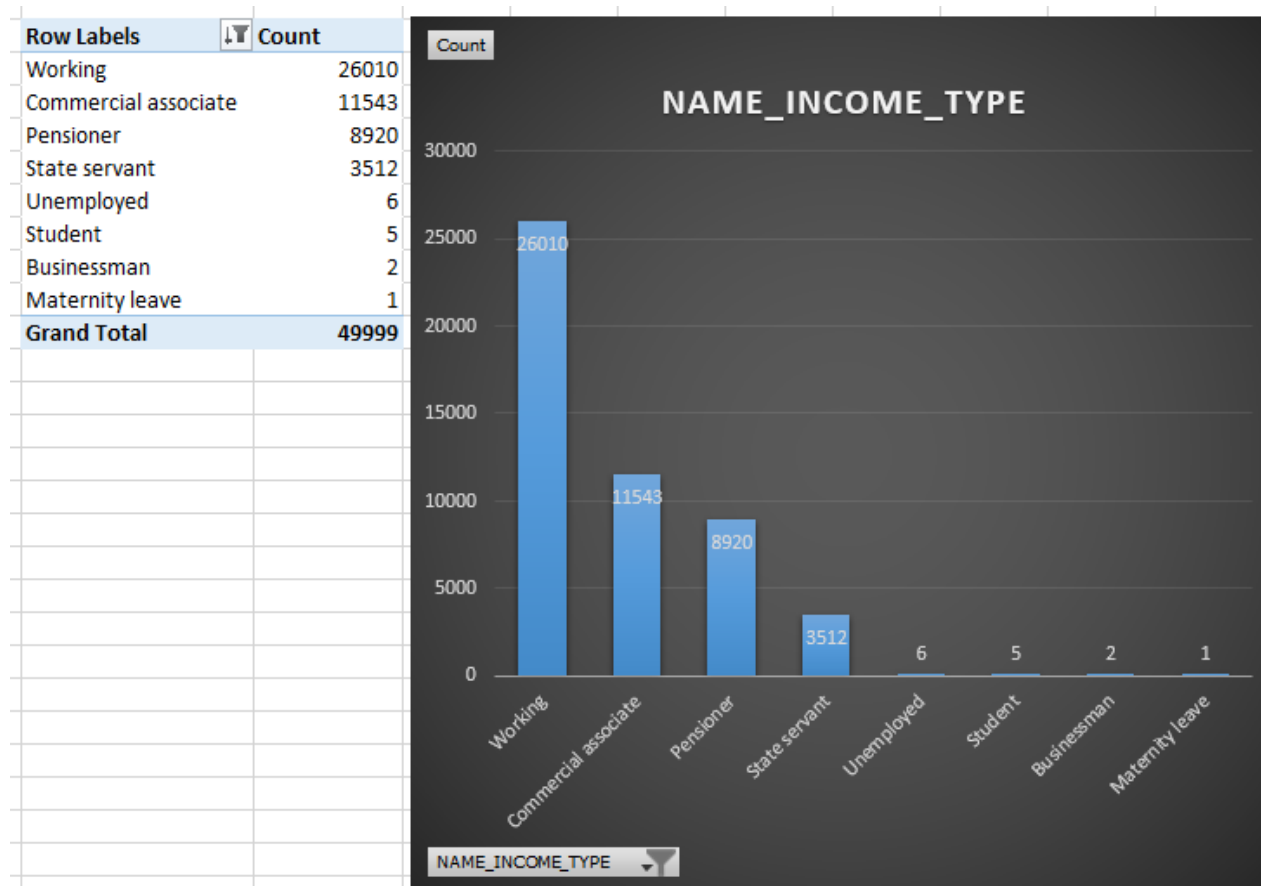 Row Labels Count
Working 26010
Commercial associate 11543
Pensioner 8920
State servant 3512
Unemployed 6
Student 5
Businessman 2
Maternity leave 1
Grand Total 49999
Count
NAME_INCOME_TYPE
30000
25000
20000
15000
10000
5000
0
26010
11543
8920
3512
6
5
2
1
Working
Commercial associate
Pensioner
State servant
Unemployed
Student
Businessman
Maternity leave
NAME_INCOME_TYPE